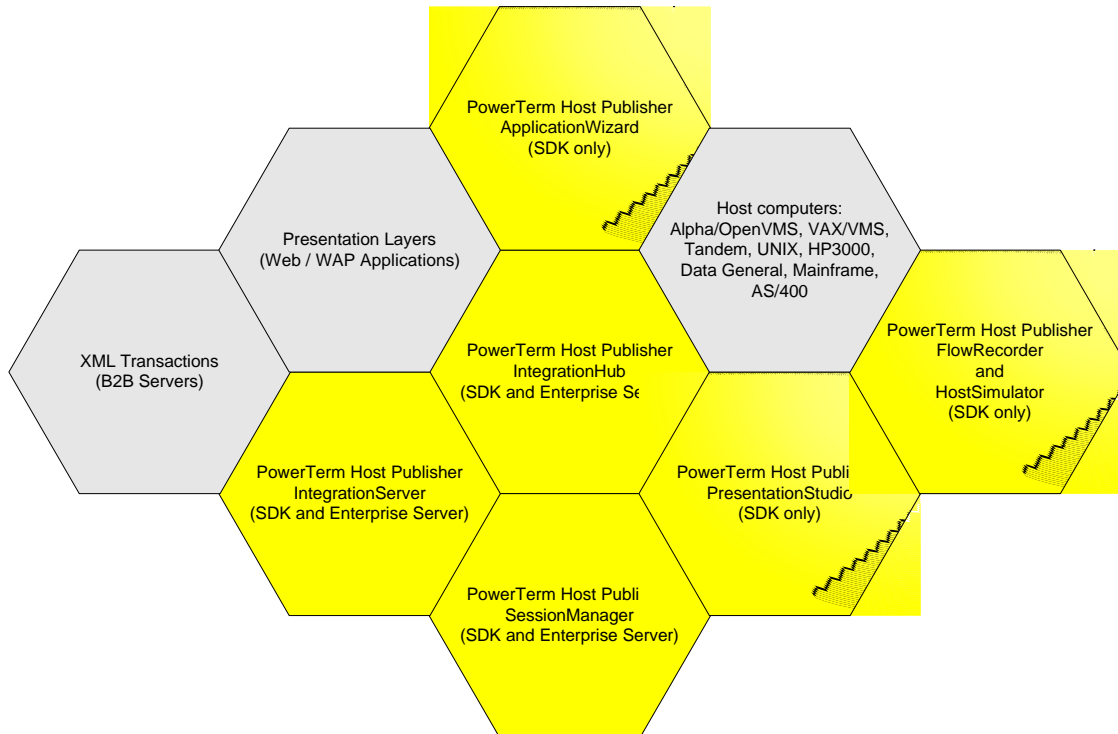 PowerTerm Host Publisher
ApplicationWizard
(SDK only)
Host computers:
Alpha/OpenVMS, VAX/VMS,
Tandem, UNIX, HP3000,
Data General, Mainframe,
AS/400
Presentation Layers
(Web / WAP Applications)
PowerTerm Host Publisher
FlowRecorder
and
HostSimulator
(SDK only)
PowerTerm Host Publisher
IntegrationHub
(SDK and Enterprise Se
XML Transactions
(B2B Servers)
PowerTerm Host Publisher
IntegrationServer
(SDK and Enterprise Server)
PowerTerm Host Publi
PresentationStudio
(SDK only)
PowerTerm Host Publi
SessionManager
(SDK and Enterprise Server)